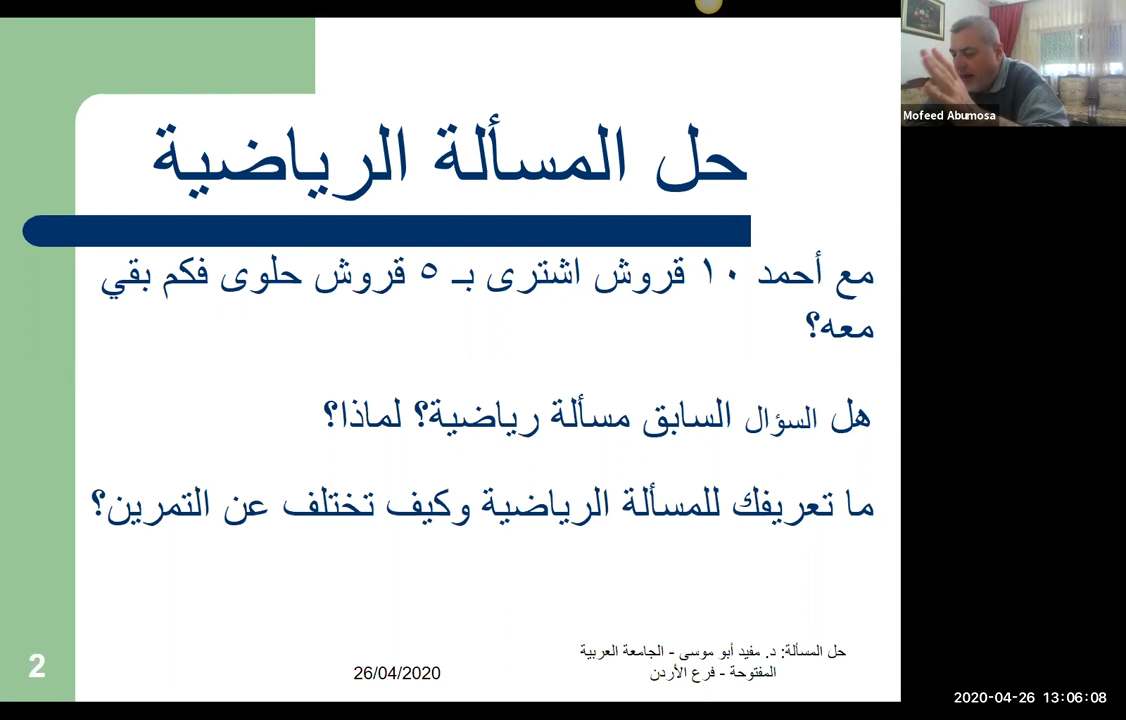 حل المسألة الرياضية
مع أحمد ١٠ قروش اشترى بـ ٥ قروش حلوى فكم بقي
معه؟
هل السؤال السابق مسألة رياضية؟ لماذا؟
ما تعريفك للمسألة الرياضية وكيف تختلف عن التمرين؟
حل المسألة: د. مفيد أبو موسى - الجامعة العربية
المفتوحة - فرع الأردن
26/04/2020
2
Mofeed Abumosa
2020-04-26 13:06:08